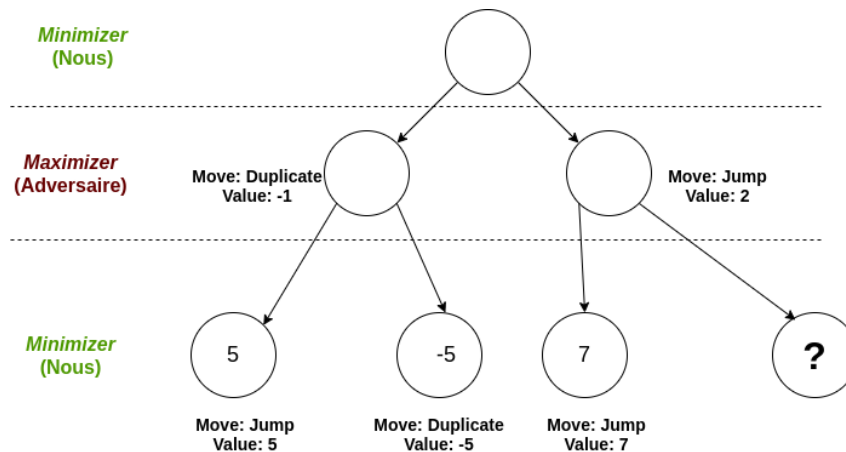 Minimizer
(Nous)
Maximizer
(Adversaire)
Move: Duplicate
Value: -1
Move: Jump
Value: 2
Minimizer
(Nous)
5
-5
7
?
Move: Jump
Value: 5
Move: Duplicate
Value: -5
Move: Jump
Value: 7